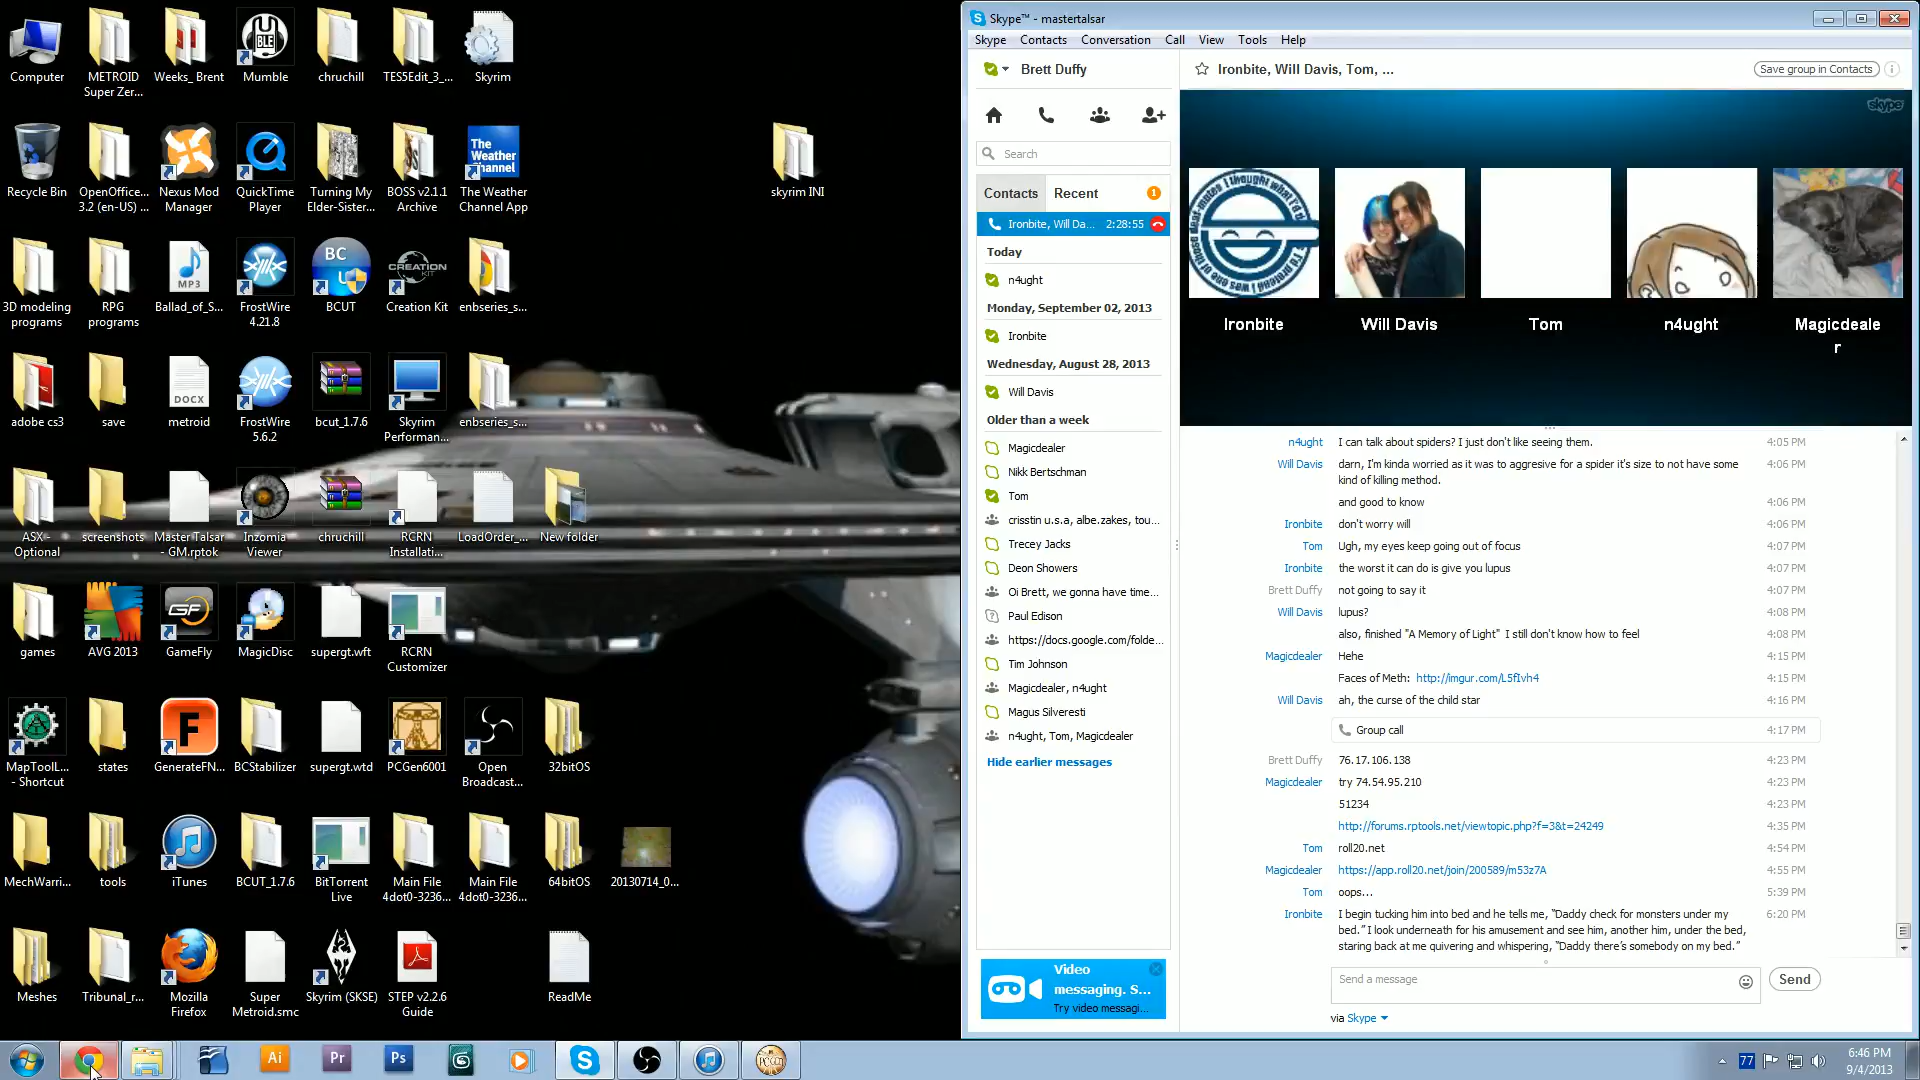 Computer
METROID
Super Zer...
Weeks_ Brent
Mumble
chruchill
TES5Edit_3_...
Skyrim
Recycle Bin
OpenOffice...
3.2 (en-US) ...
Nexus Mod
Manager
QuickTime
Player
Turning My
Elder-Sister...
BOSS v2.1.1
Archive
The
Weather
Channel
The Weather
Channel App
skyrim INI
3D modeling
programs
RPG
programs
MP3
Ballad_of_S...
FrostWire
4.21.8
BC
UT
BCUT
CREATION
KIT
Creation Kit
enbseries_s...
adobe cs3
save
DOCX
metroid
FrostWire
5.6.2
bcut_1.7.6
Skyrim
Performan...
enbseries_s...
ASX -
Optional
screenshots
Master Talsar
- GM.rptok
Inzomia
Viewer
chruchill
RCRN
Installati...
LoadOrder_...
New folder
games
AVG 2013
GF
GameFly
MagicDisc
supergt.wft
RCRN
Customizer
MapToolL...
- Shortcut
states
F
GenerateFN...
BCStabilizer
supergt.wtd
PCGen6001
Open
Broadcast...
32bitOS
MechWarri...
tools
iTunes
BCUT_1.7.6
BitTorrent
Live
Main File
4dot0-3236...
Main File
4dot0-3236...
64bitOS
20130714_0...
Meshes
Tribunal_r...
Mozilla
Firefox
Super
Metroid.smc
Skyrim (SKSE)
STEP v2.2.6
Guide
ReadMe
Skype™ - mastertalsar
Skype Contacts Conversation Call View Tools Help
Brett Duffy
Search
Contacts Recent 1
Ironbite, Will Da... 2:28:55
Today
n4ught
Monday, September 02, 2013
Ironbite
Wednesday, August 28, 2013
Will Davis
Older than a week
Magicdealer
Nikk Bertschman
Tom
crisstin u.s.a, albe.zakes, tou...
Trecey Jacks
Deon Showers
Oi Brett, we gonna have time...
Paul Edison
https://docs.google.com/folde...
Tim Johnson
Magicdealer, n4ught
Magus Silveresti
n4ught, Tom, Magicdealer
Hide earlier messages
Video
messaging. S...
Try video messagi...
Ironbite, Will Davis, Tom, ...
Save group in Contacts
skype
Ironbite
Will Davis
Tom
n4ught
Magicdeale
r
n4ught I can talk about spiders? I just don't like seeing them. 4:05 PM
Will Davis darn, I'm kinda worried as it was to aggresive for a spider it's size to not have some 4:06 PM
kind of killing method.
and good to know 4:06 PM
Ironbite don't worry will 4:06 PM
Tom Ugh, my eyes keep going out of focus 4:07 PM
Ironbite the worst it can do is give you lupus 4:07 PM
Brett Duffy not going to say it 4:07 PM
Will Davis lupus? 4:08 PM
also, finished "A Memory of Light" I still don't know how to feel 4:08 PM
Magicdealer Hehe 4:15 PM
Faces of Meth: http://imgur.com/L5fIvh4 4:15 PM
Will Davis ah, the curse of the child star 4:16 PM
Group call 4:17 PM
Brett Duffy 76.17.106.138 4:23 PM
Magicdealer try 74.54.95.210 4:23 PM
51234 4:23 PM
http://forums.rptools.net/viewtopic.php?f=3&t=24249 4:35 PM
Tom roll20.net 4:54 PM
Magicdealer https://app.roll20.net/join/200589/m53z7A 4:55 PM
Tom oops... 5:39 PM
Ironbite I begin tucking him into bed and he tells me, "Daddy check for monsters under my 6:20 PM
bed." I look underneath for his amusement and see him, another him, under the bed,
staring back at me quivering and whispering, "Daddy there's somebody on my bed."
Send a message
Send
via Skype
Ai
Pr
Ps
77
6:46 PM
9/4/2013